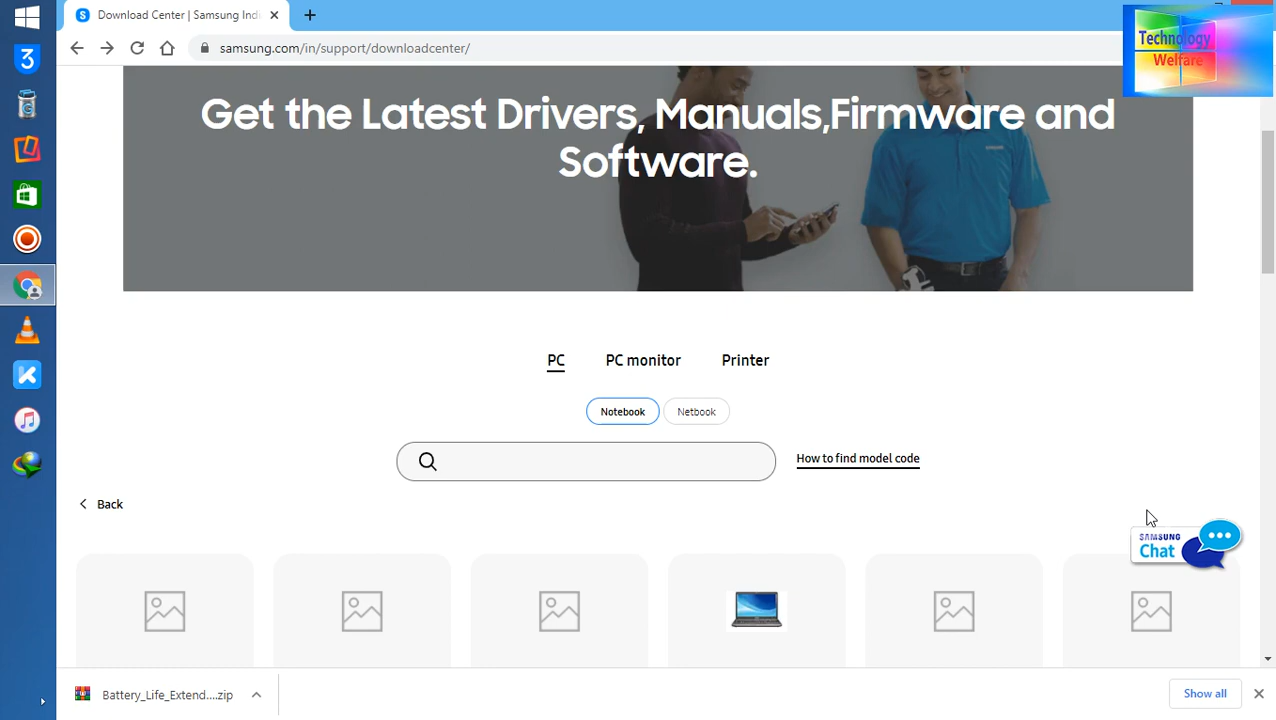 Download Center | Samsung Indi
samsung.com/in/support/downloadcenter/
Technology
Welfare
Get the Latest Drivers, Manuals,Firmware and
Software.
PC
PC monitor
Printer
Notebook
Netbook
How to find model code
Back
SAMSUNG
Chat
Battery_Life_Extend....zip
Show all